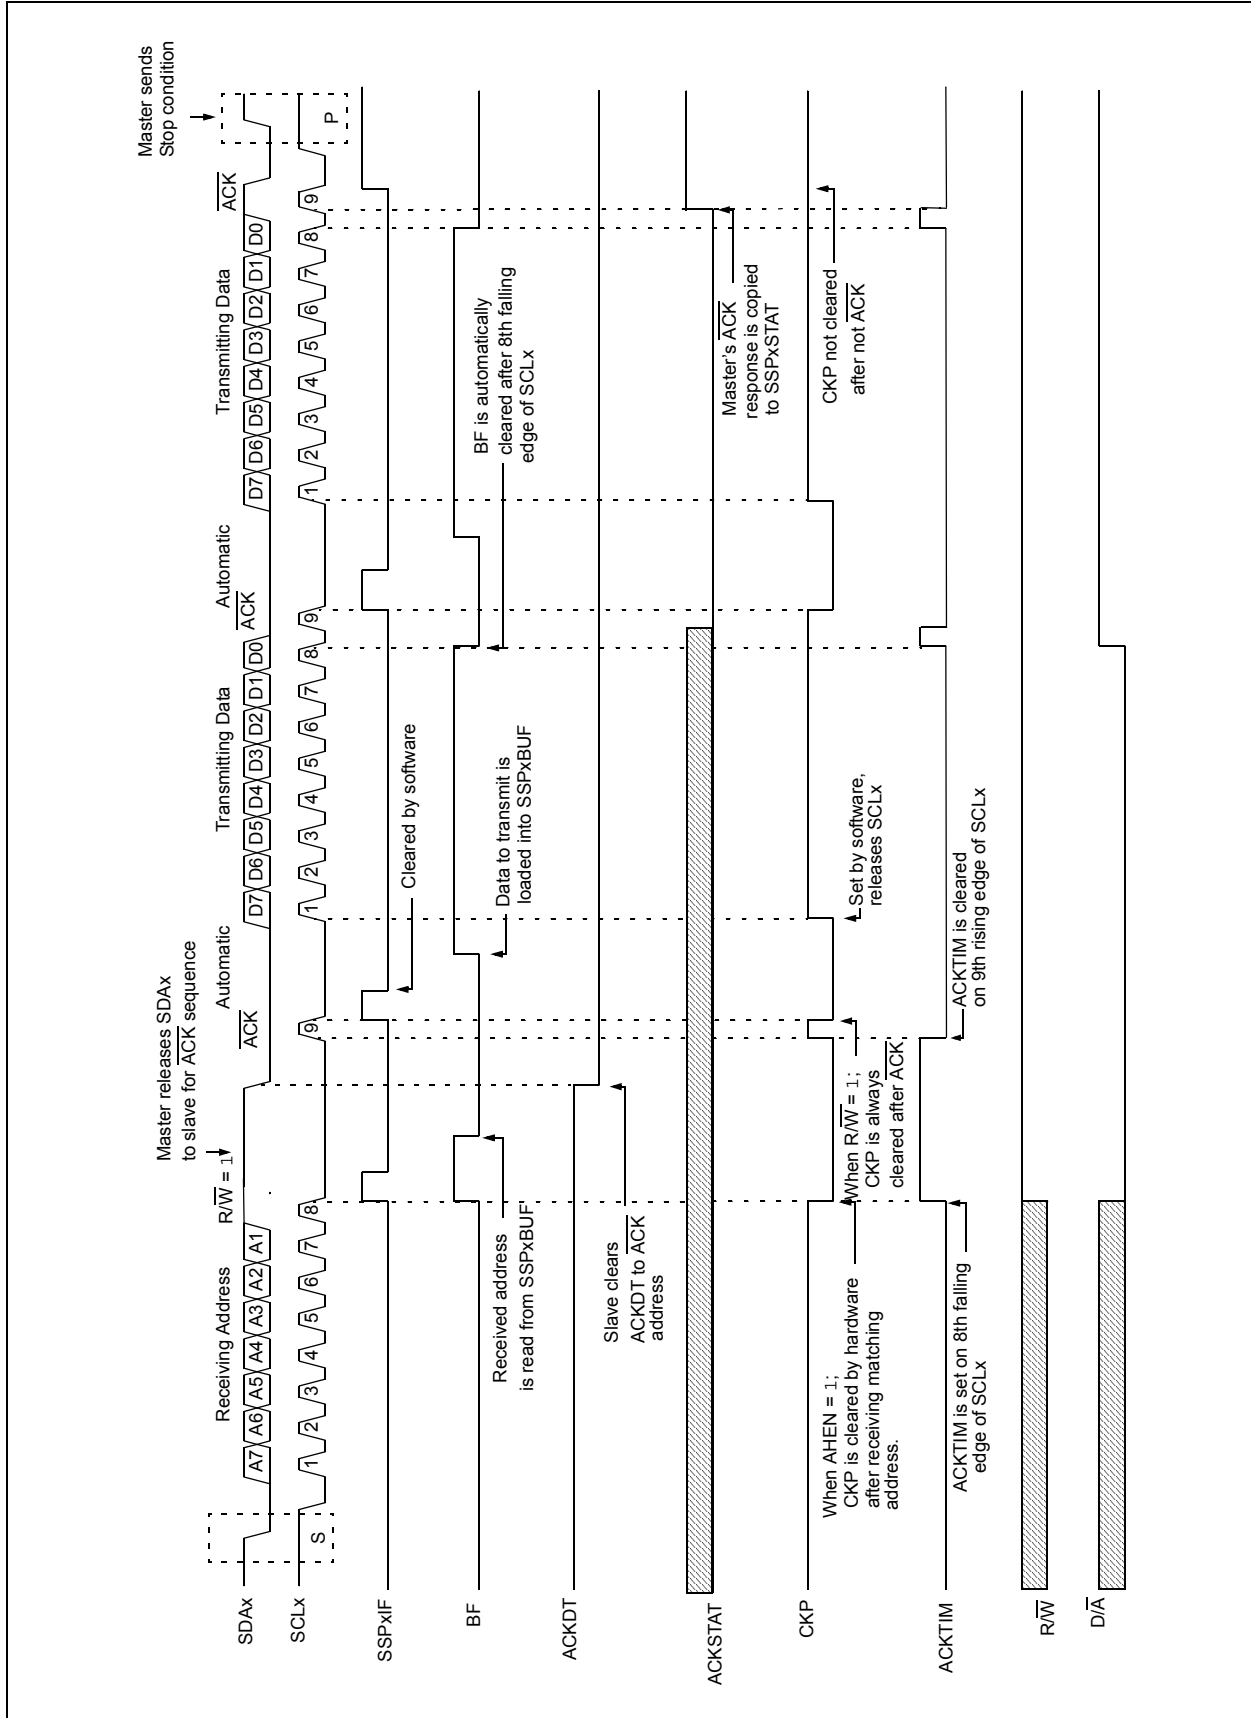 Master releases SDAx
to slave for A̅C̅K̅ sequence
Master sends
Stop condition
Receiving Address
R/W̅ = 1
Automatic
A̅C̅K̅
Transmitting Data
Automatic
A̅C̅K̅
Transmitting Data
A̅C̅K̅
SDAx
A7 A6 A5 A4 A3 A2 A1
D7 D6 D5 D4 D3 D2 D1 D0
D7 D6 D5 D4 D3 D2 D1 D0
SCLx
S
1 2 3 4 5 6 7 8 9
1 2 3 4 5 6 7 8 9
1 2 3 4 5 6 7 8 9
P
SSPxIF
Cleared by software
BF
Received address
is read from SSPxBUF
Data to transmit is
loaded into SSPxBUF
BF is automatically
cleared after 8th falling
edge of SCLx
ACKDT
Slave clears
ACKDT to A̅C̅K̅
address
ACKSTAT
Master's A̅C̅K̅
response is copied
to SSPxSTAT
CKP
When AHEN = 1;
CKP is cleared by hardware
after receiving matching
address.
When R/W̅ = 1;
CKP is always
cleared after A̅C̅K̅
Set by software,
releases SCLx
CKP not cleared
after not A̅C̅K̅
ACKTIM
ACKTIM is set on 8th falling
edge of SCLx
ACKTIM is cleared
on 9th rising edge of SCLx
R/W̅
D/A̅